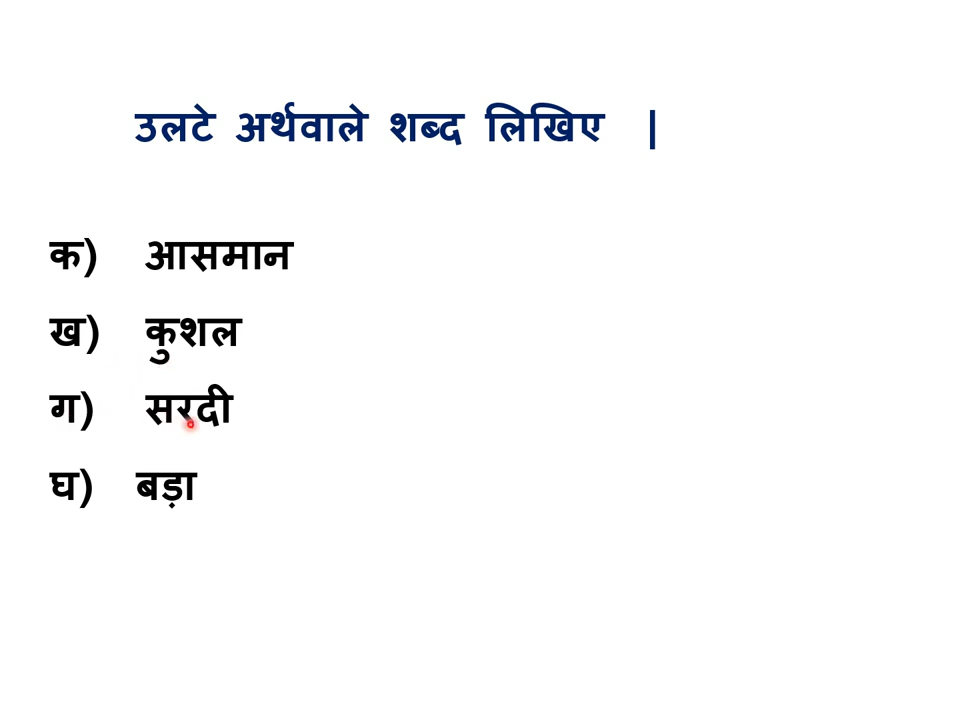 उलटे अर्थवाले शब्द लिखिए |
क) आसमान
ख) कुशल
ग) सरदी
घ) बड़ा